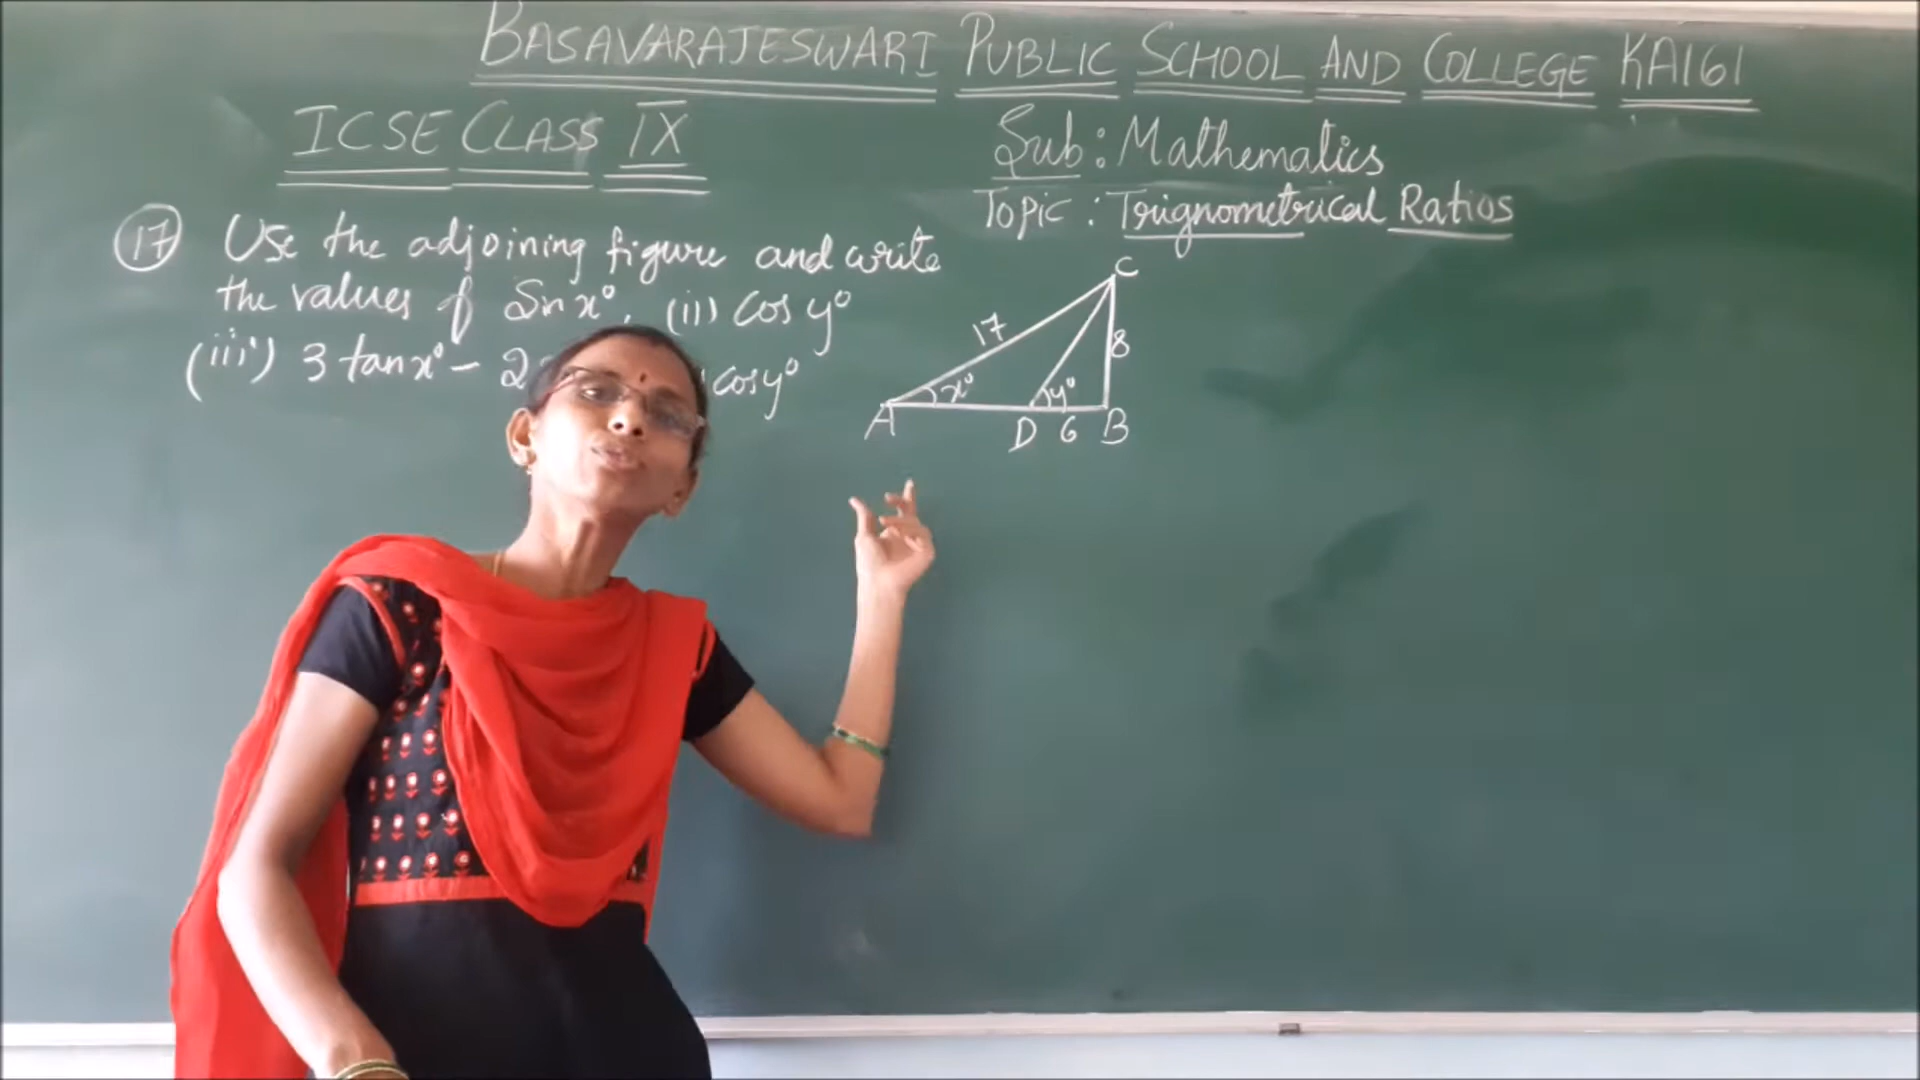 BASAVARAJESWARI PUBLIC SCHOOL AND COLLEGE KA161
ICSE CLASS IX
Sub: Mathematics
Topic: Trignometrical Ratios
17 Use the adjoining figure and write
the values of Sin x°, (ii) cos y°
(iii) 3 tan x° - 2 cos y°
C
17
8
x°
y°
A
D 6 B